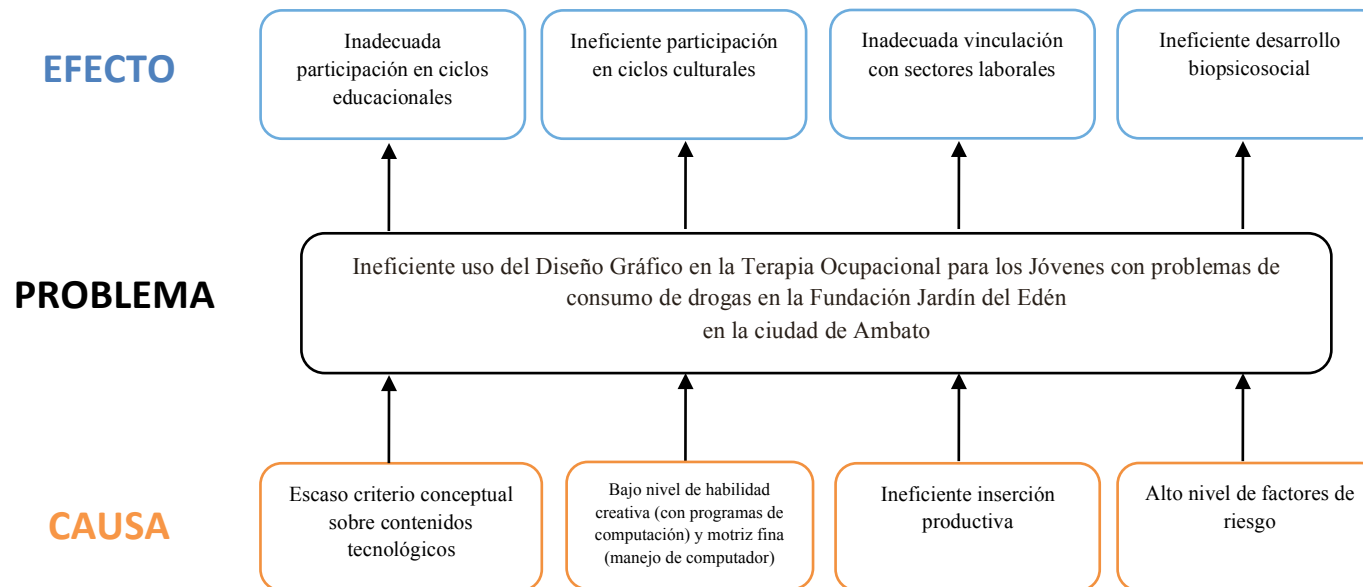 EFECTO
Inadecuada
participación en ciclos
educacionales
Ineficiente participación
en ciclos culturales
Inadecuada vinculación
con sectores laborales
Ineficiente desarrollo
biopsicosocial
PROBLEMA
Ineficiente uso del Diseño Gráfico en la Terapia Ocupacional para los Jóvenes con problemas de
consumo de drogas en la Fundación Jardín del Edén
en la ciudad de Ambato
CAUSA
Escaso criterio conceptual
sobre contenidos
tecnológicos
Bajo nivel de habilidad
creativa (con programas de
computación) y motriz fina
(manejo de computador)
Ineficiente inserción
productiva
Alto nivel de factores de
riesgo